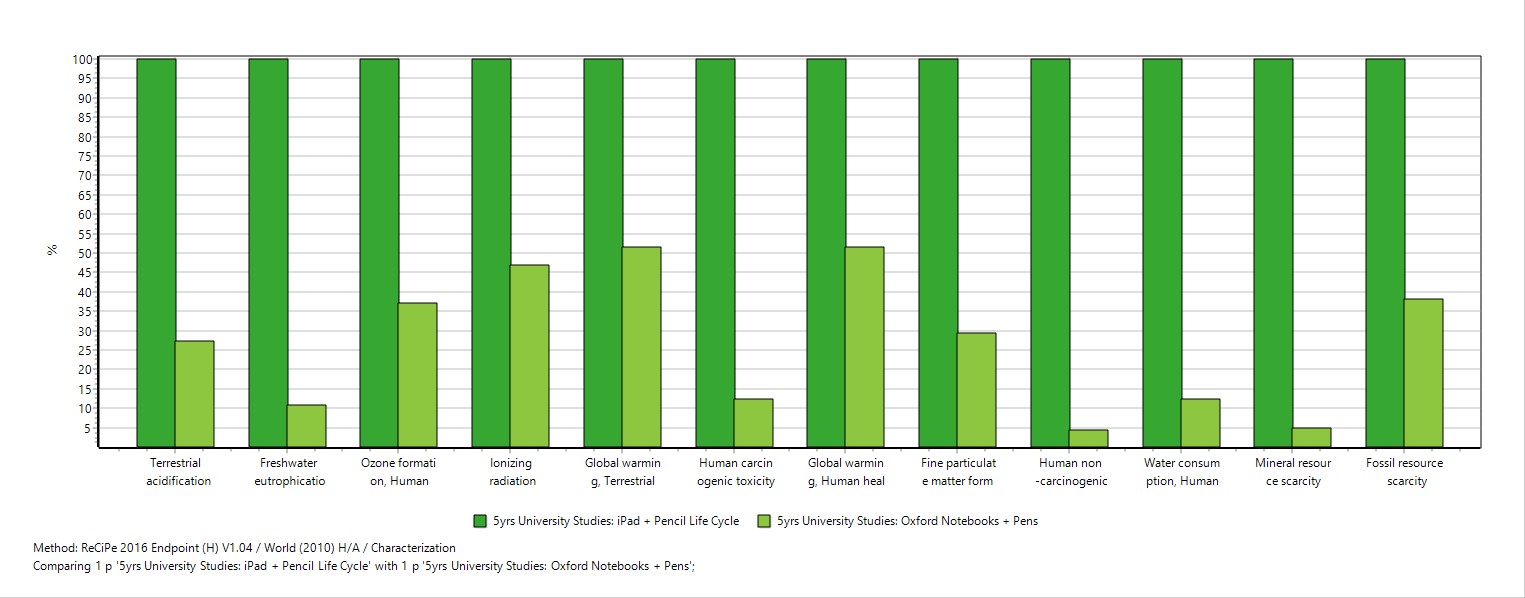 100
95
90
85
80
75
70
65
60
55
50
45
40
35
30
25
20
15
10
5
%
Terrestrial
acidification
Freshwater
eutrophicatio
Ozone formati
on, Human
Ionizing
radiation
Global warmin
g, Terrestrial
Human carcin
ogenic toxicity
Global warmin
g, Human heal
Fine particulat
e matter form
Human non
-carcinogenic
Water consum
ption, Human
Mineral resour
ce scarcity
Fossil resource
scarcity
5yrs University Studies: iPad + Pencil Life Cycle
5yrs University Studies: Oxford Notebooks + Pens
Method: ReCiPe 2016 Endpoint (H) V1.04 / World (2010) H/A / Characterization
Comparing 1 p '5yrs University Studies: iPad + Pencil Life Cycle' with 1 p '5yrs University Studies: Oxford Notebooks + Pens';